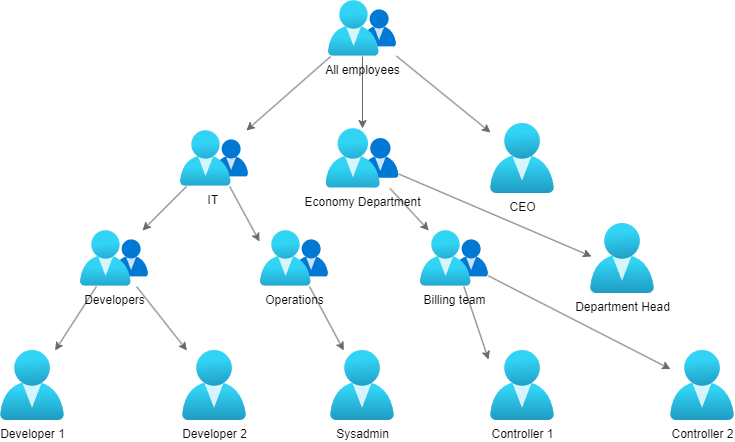 All employees
IT
Economy Department
CEO
Developers
Operations
Billing team
Department Head
Developer 1
Developer 2
Sysadmin
Controller 1
Controller 2